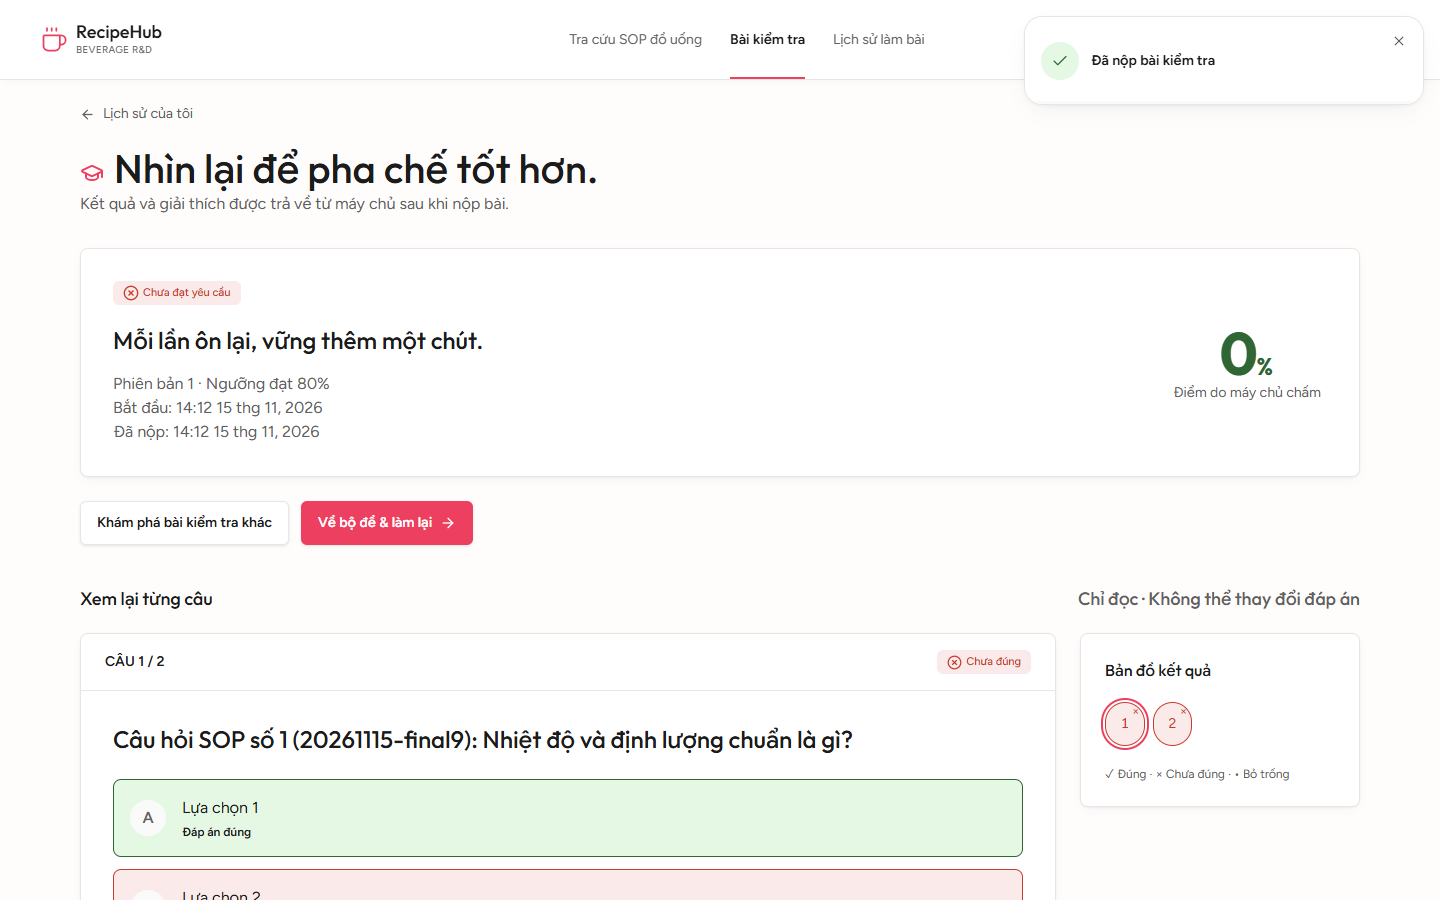 RecipeHub
BEVERAGE R&D
Tra cứu SOP đồ uống
Bài kiểm tra
Lịch sử làm bài
Đã nộp bài kiểm tra
Lịch sử của tôi
Nhìn lại để pha chế tốt hơn.
Kết quả và giải thích được trả về từ máy chủ sau khi nộp bài.
Chưa đạt yêu cầu
Mỗi lần ôn lại, vững thêm một chút.
Phiên bản 1 · Ngưỡng đạt 80%
Bắt đầu: 14:12 15 thg 11, 2026
Đã nộp: 14:12 15 thg 11, 2026
0%
Điểm do máy chủ chấm
Khám phá bài kiểm tra khác
Về bộ đề & làm lại
Xem lại từng câu
Chỉ đọc · Không thể thay đổi đáp án
CÂU 1 / 2
Chưa đúng
Câu hỏi SOP số 1 (20261115-final9): Nhiệt độ và định lượng chuẩn là gì?
A
Lựa chọn 1
Đáp án đúng
Lựa chọn 2
Bản đồ kết quả
1 ×
2 ×
✓ Đúng · × Chưa đúng · • Bỏ trống